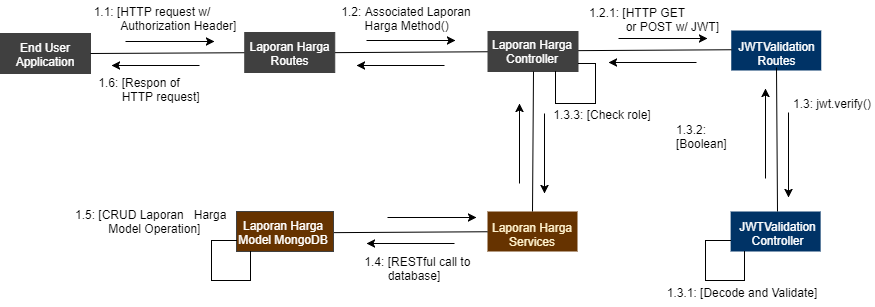 1.1: [HTTP request w/
Authorization Header]
1.2: Associated Laporan
Harga Method()
1.2.1: [HTTP GET
or POST w/ JWT]
End User
Application
Laporan Harga
Routes
Laporan Harga
Controller
JWTValidation
Routes
1.6: [Respon of
HTTP request]
1.3.3: [Check role]
1.3: jwt.verify()
1.3.2:
[Boolean]
1.5: [CRUD Laporan Harga
Model Operation]
Laporan Harga
Model MongoDB
Laporan Harga
Services
JWTValidation
Controller
1.4: [RESTful call to
database]
1.3.1: [Decode and Validate]